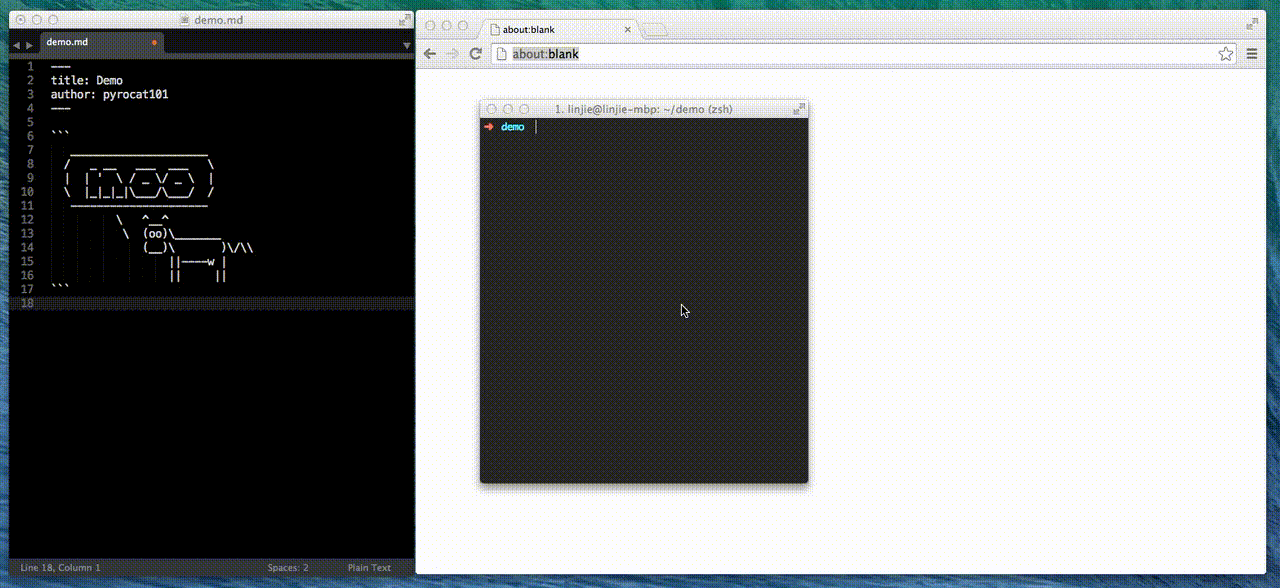 demo.md
demo.md
1 ---
2 title: Demo
3 author: pyrocat101
4 ---
5
6 ```
7    _____________________
8   /   _ __   ___  ___   \
9   |  | '  \ / _ \/ _ \  |
10   \  |_|_|_|\___/\___/  /
11    ---------------------
12           \   ^__^
13            \  (oo)\_______
14               (__)\       )\/\\
15                   ||----w |
16                   ||     ||
17 ```
18
Line 18, Column 1 Spaces: 2 Plain Text
about:blank
about:blank
1. linjie@linjie-mbp: ~/demo (zsh)
➜ demo